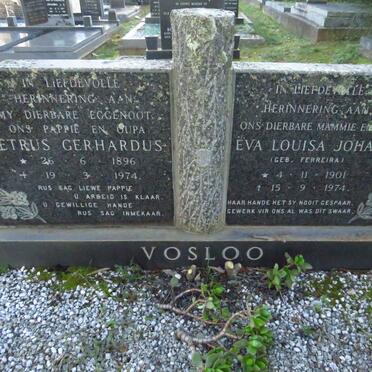 IN LIEFDEVOLLE
HERINNERING AAN
MY DIERBARE EGGENOOT
ONS PAPPIE EN OUPA
ETRUS GERHARDUS
* 26 6 1896
+ 19 3 1974
RUS SAG LIEWE PAPPIE
U ARBEID IS KLAAR
U GEWILLIGE HANDE
RUS SAG INMEKAAR.
IN LIEFDEVOLLE
HERINNERING AAN
ONS DIERBARE MAMMIE EN
EVA LOUISA JOHA
(GEB. FERREIRA)
* 4 - 11 - 1901
+ 15 - 9 - 1974
HAAR HANDE HET SY NOOIT GESPAAR,
GEWERK VIR ONS AL WAS DIT SWAAR.
VOSLOO